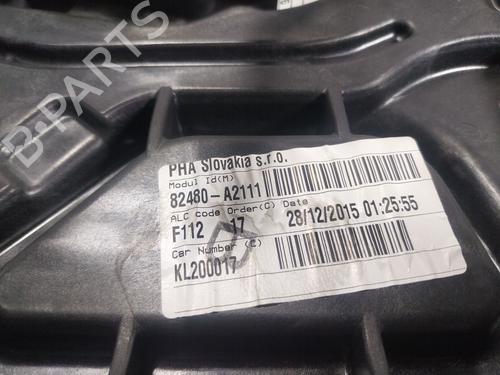 B-PARTS
PHA Slovakia s.r.o.
Modul Id(M)
82480-A2111
ALC code Order(C) Date
F112 17 28/12/2015 01:25:55
Car Number (C)
KL200017